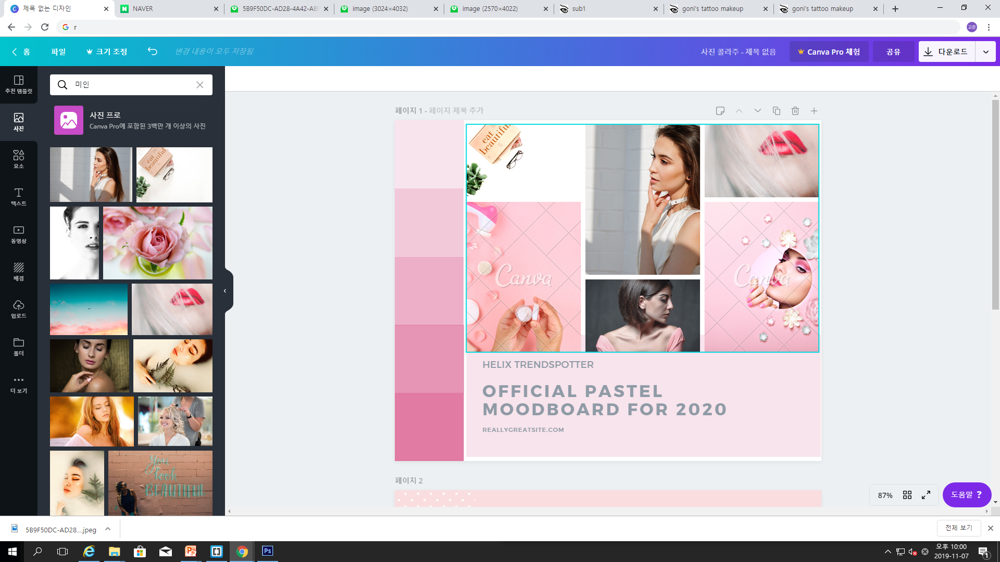 제목 없는 디자인
NAVER
5B9F50DC-AD28-4A42-A89
image (3024×4032)
image (2570×4022)
sub1
goni's tattoo makeup
goni's tattoo makeup
r
고은
홈
파일
크기 조정
변경 내용이 모두 저장됨
사진 콜라주 - 제목 없음
Canva Pro 체험
공유
다운로드
추천 템플릿
사진
요소
텍스트
동영상
배경
업로드
폴더
더 보기
미인
사진 프로
Canva Pro에 포함된 3백만 개 이상의 사진
eat
beautiful
You
look
BEAUTIFUL
페이지 1 - 페이지 제목 추가
eat
beautiful
Canva
Canva
HELIX TRENDSPOTTER
OFFICIAL PASTEL
MOODBOARD FOR 2020
REALLYGREATSITE.COM
페이지 2
87%
도움말 ?
5B9F50DC-AD28....jpeg
전체 보기
Ps
오후 10:00
2019-11-07
1